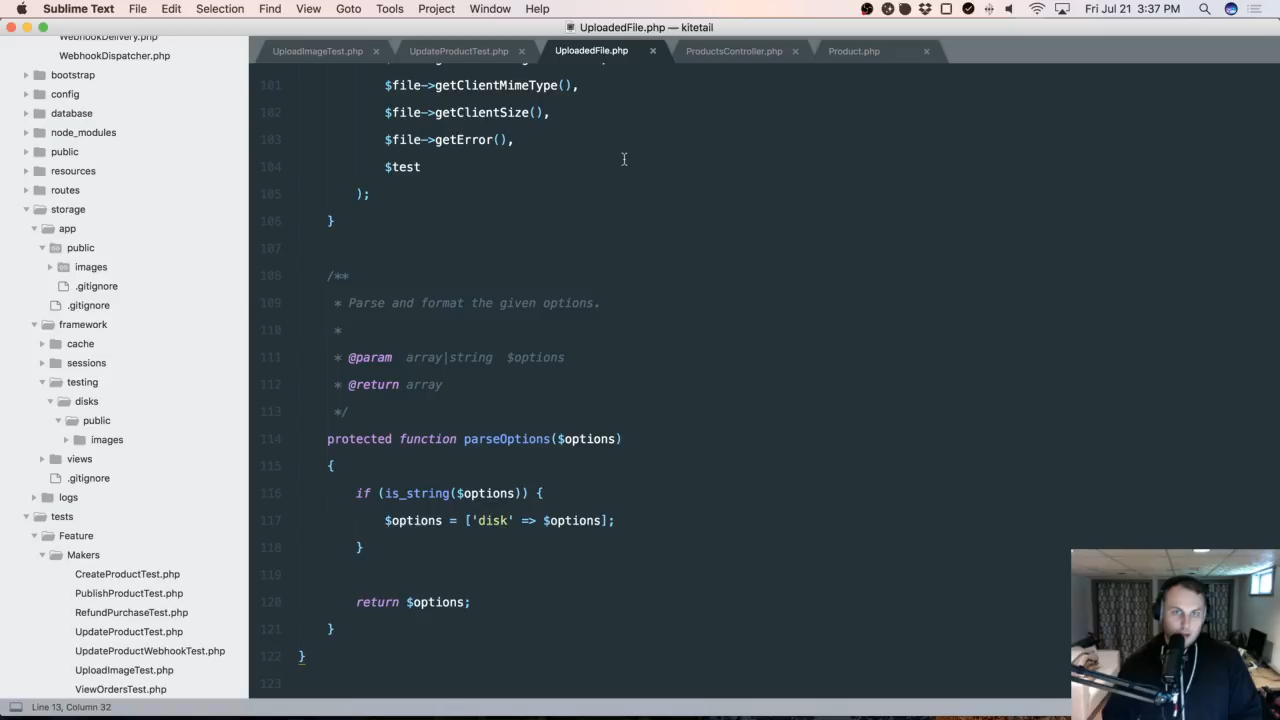 Sublime Text File Edit Selection Find View Goto Tools Project Window Help Fri Jul 21 3:37 PM
UploadedFile.php — kitetail
UploadImageTest.php × UpdateProductTest.php × UploadedFile.php × ProductsController.php × Product.php ×
WebhookDelivery.php
WebhookDispatcher.php
bootstrap
config
database
node_modules
public
resources
routes
storage
app
public
images
.gitignore
.gitignore
framework
cache
sessions
testing
disks
public
images
views
.gitignore
logs
tests
Feature
Makers
CreateProductTest.php
PublishProductTest.php
RefundPurchaseTest.php
UpdateProductTest.php
UpdateProductWebhookTest.php
UploadImageTest.php
ViewOrdersTest.php
101 $file->getClientMimeType(),
102 $file->getClientSize(),
103 $file->getError(),
104 $test
105 );
106 }
107
108 /**
109 * Parse and format the given options.
110 *
111 * @param array|string $options
112 * @return array
113 */
114 protected function parseOptions($options)
115 {
116 if (is_string($options)) {
117 $options = ['disk' => $options];
118 }
119
120 return $options;
121 }
122 }
123
Line 13, Column 32